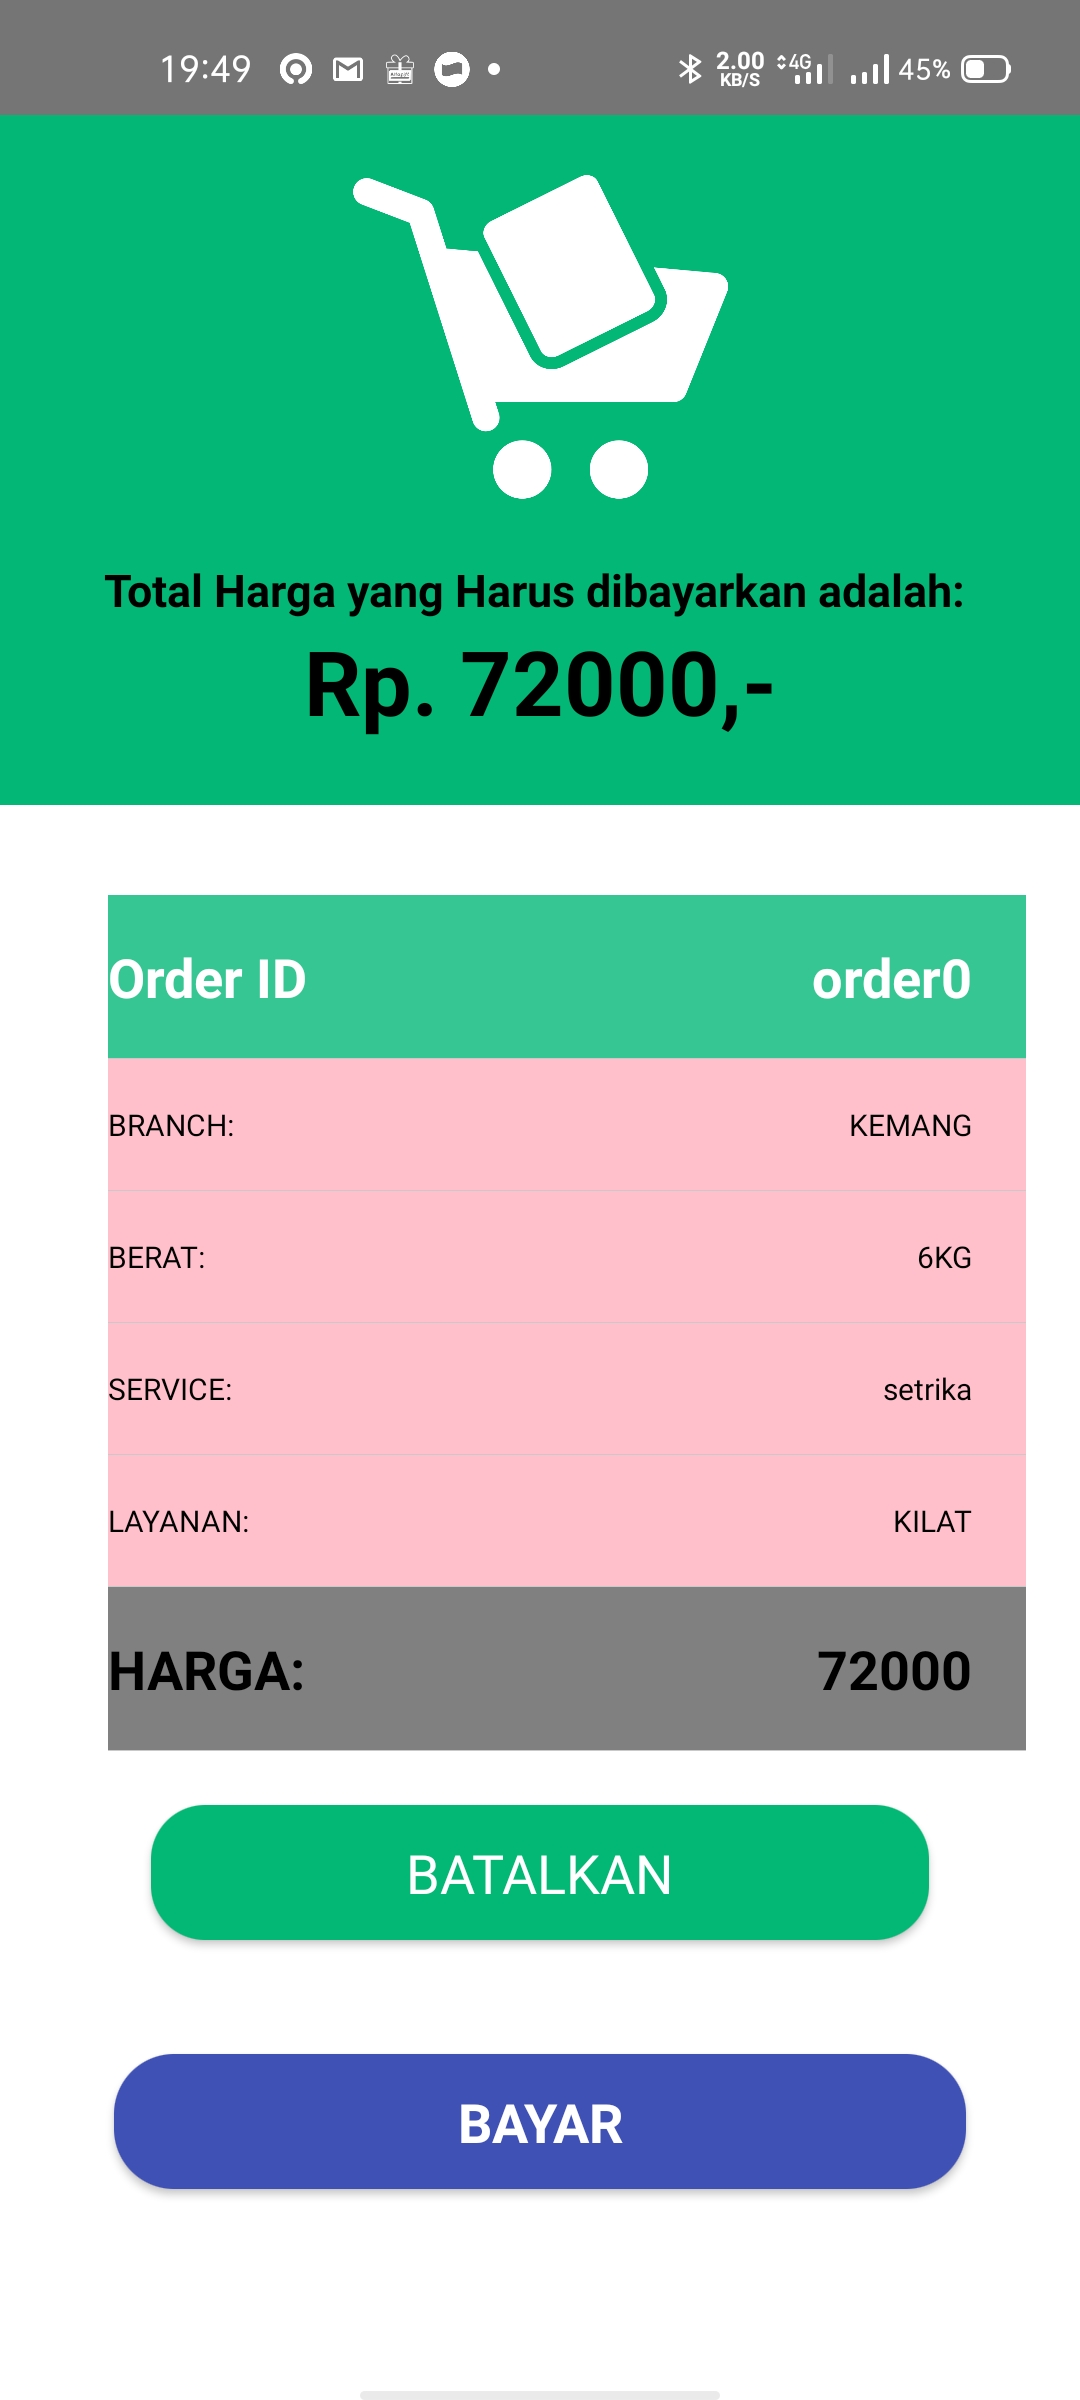 19:49 2.00 KB/S 4G 45%
Total Harga yang Harus dibayarkan adalah:
Rp. 72000,-
Order ID order0
BRANCH: KEMANG
BERAT: 6KG
SERVICE: setrika
LAYANAN: KILAT
HARGA: 72000
BATALKAN
BAYAR